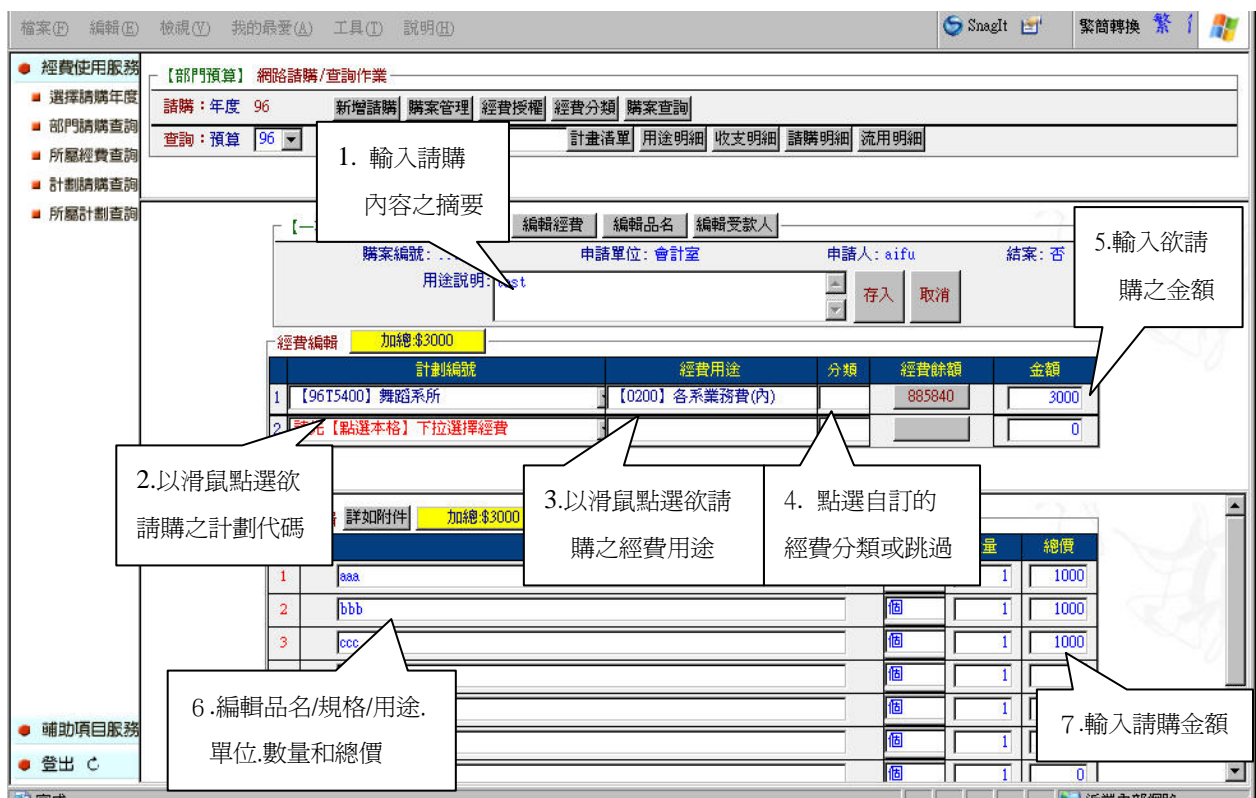 檔案(F) 編輯(E) 檢視(V) 我的最愛(A) 工具(T) 說明(H)
SnagIt
繁簡轉換 繁
經費使用服務
選擇請購年度
部門請購查詢
所屬經費查詢
計劃請購查詢
所屬計劃查詢
輔助項目服務
登出
【部門預算】 網路請購/查詢作業
請購：年度 96 新增請購 購案管理 經費授權 經費分類 購案查詢
查詢：預算 96 計畫清單 用途明細 收支明細 請購明細 流用明細
1. 輸入請購
內容之摘要
編輯經費 編輯品名 編輯受款人
購案編號: 申請單位: 會計室 申請人: aifu 結案: 否
用途說明: 存入 取消
5.輸入欲請
購之金額
經費編輯 加總:$3000
計劃編號 經費用途 分類 經費餘額 金額
1 【96T5400】舞蹈系所 【0200】各系業務費(內) 885840 3000
2 【點選本格】下拉選擇經費 0
2.以滑鼠點選欲
請購之計劃代碼
3.以滑鼠點選欲請
購之經費用途
4. 點選自訂的
經費分類或跳過
詳如附件 加總:$3000
量 總價
1 aaa 1 1000
2 bbb 個 1 1000
3 ccc 個 1 1000
個 1
個 1
個 1
個 1 0
6.編輯品名/規格/用途.
單位.數量和總價
7.輸入請購金額